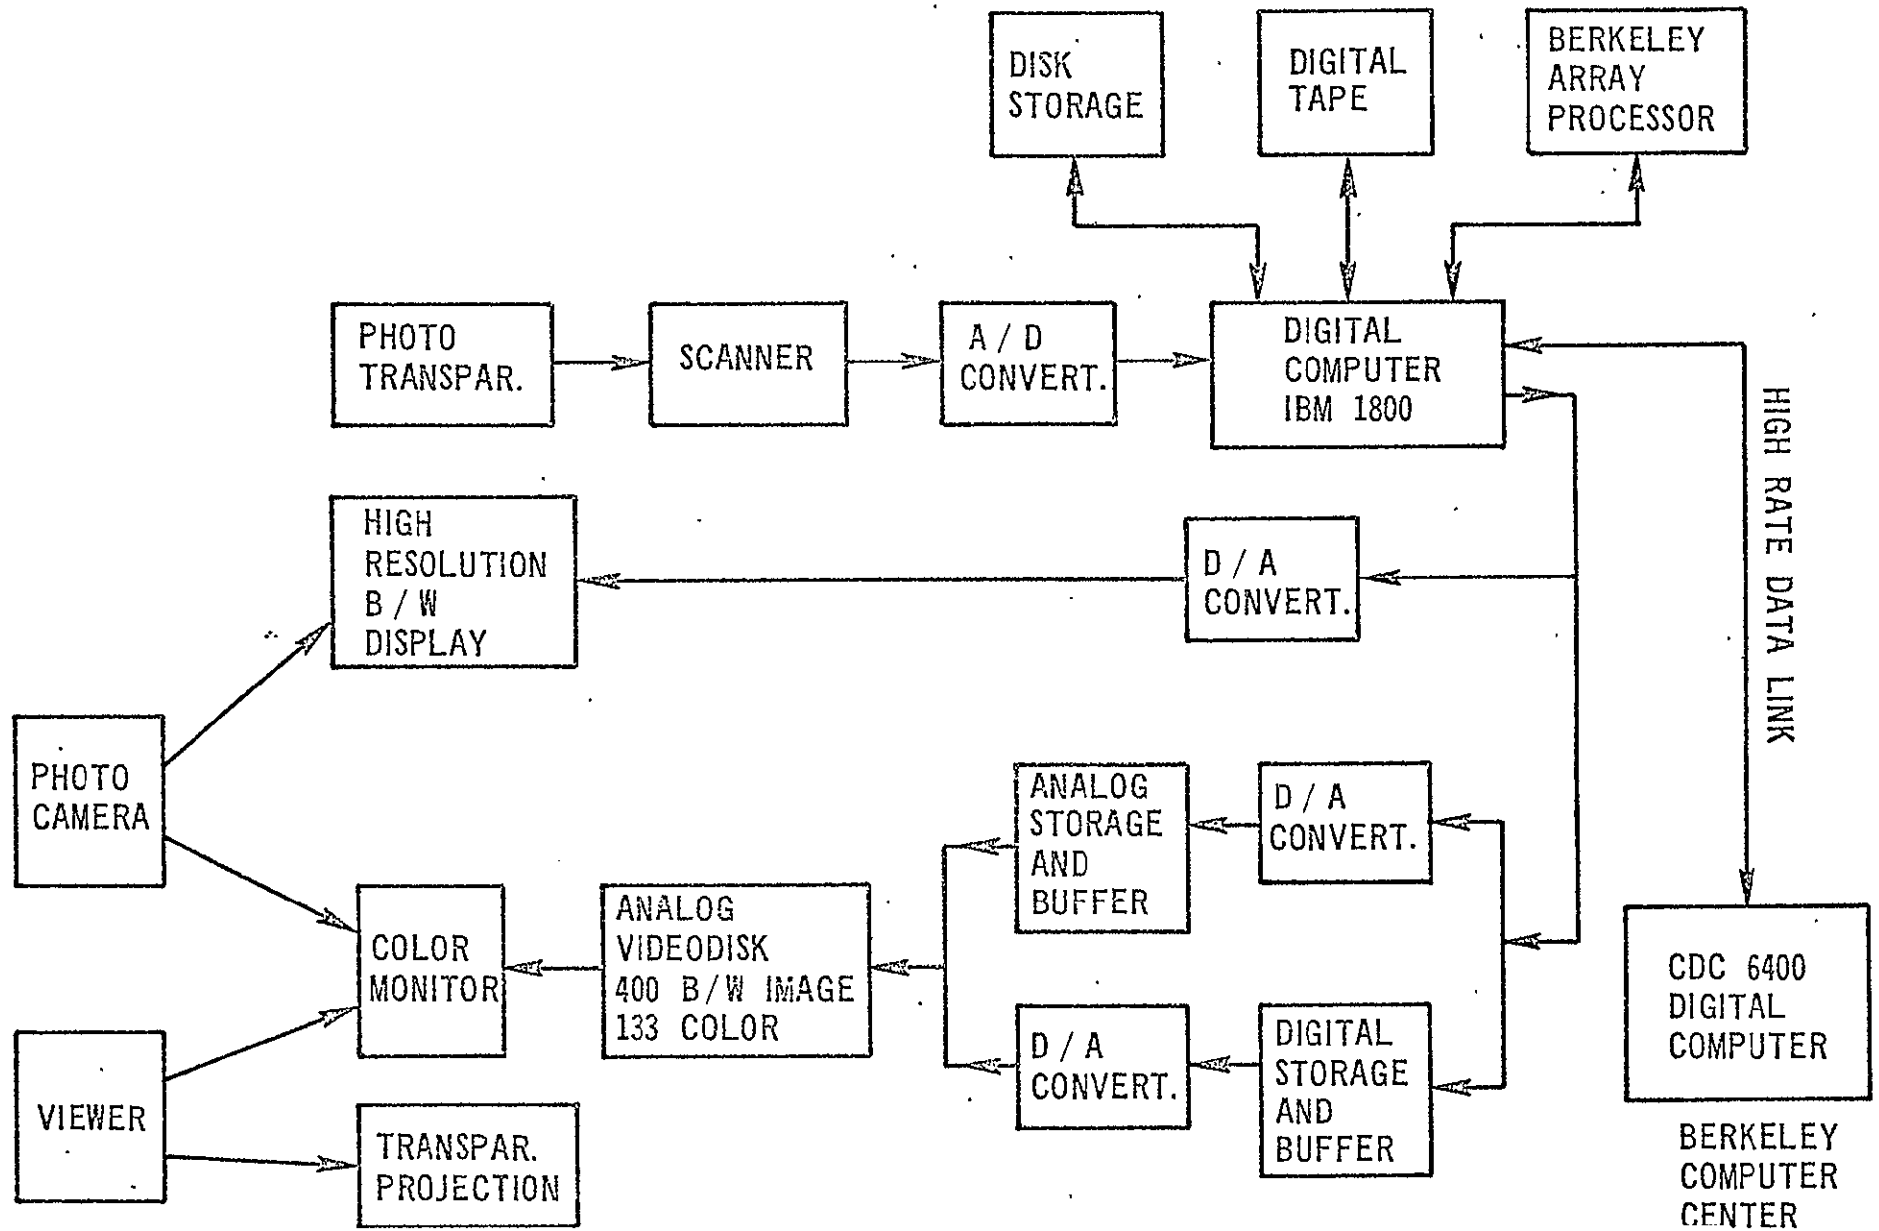 DISK
STORAGE
DIGITAL
TAPE
BERKELEY
ARRAY
PROCESSOR
PHOTO
TRANSPAR.
SCANNER
A / D
CONVERT.
DIGITAL
COMPUTER
IBM 1800
HIGH RATE DATA LINK
HIGH
RESOLUTION
B / W
DISPLAY
D / A
CONVERT.
PHOTO
CAMERA
ANALOG
STORAGE
AND
BUFFER
D / A
CONVERT.
COLOR
MONITOR
ANALOG
VIDEODISK
400 B/W IMAGE
133 COLOR
D / A
CONVERT.
DIGITAL
STORAGE
AND
BUFFER
CDC 6400
DIGITAL
COMPUTER
BERKELEY
COMPUTER
CENTER
VIEWER
TRANSPAR.
PROJECTION